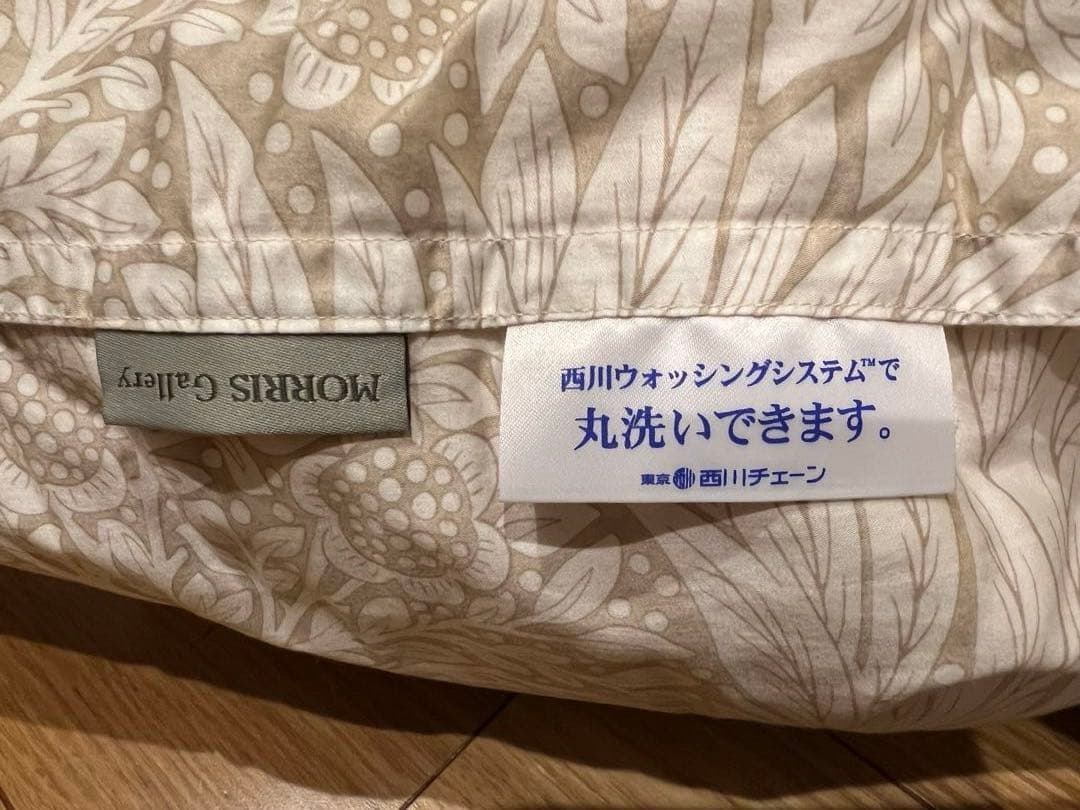 MORRIS Gallery
西川ウォッシングシステム™で
丸洗いできます。
東京 西川チェーン